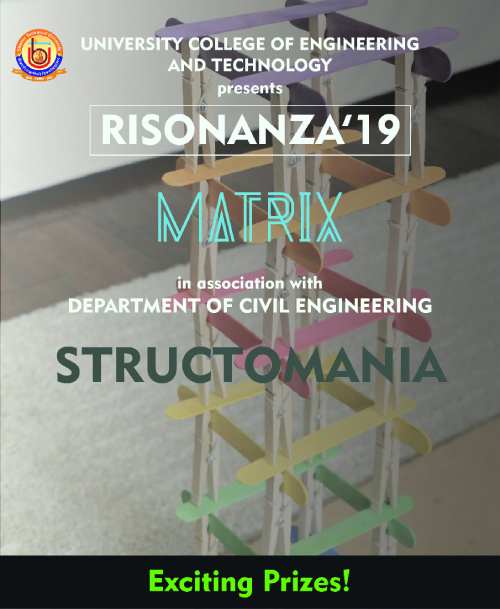 UNIVERSITY COLLEGE OF ENGINEERING
AND TECHNOLOGY
presents
RISONANZA'19
MATRIX
in association with
DEPARTMENT OF CIVIL ENGINEERING
STRUCTOMANIA
Exciting Prizes!